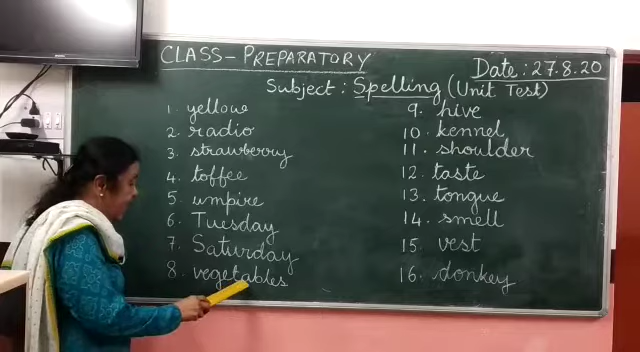 CLASS - PREPARATORY
Date : 27.8.20
Subject : Spelling (Unit Test)
1. yellow
2. radio
3. strawberry
4. toffee
5. umpire
6. Tuesday
7. Saturday
8. vegetables
9. hive
10. kennel
11. shoulder
12. taste
13. tongue
14. smell
15. vest
16. donkey